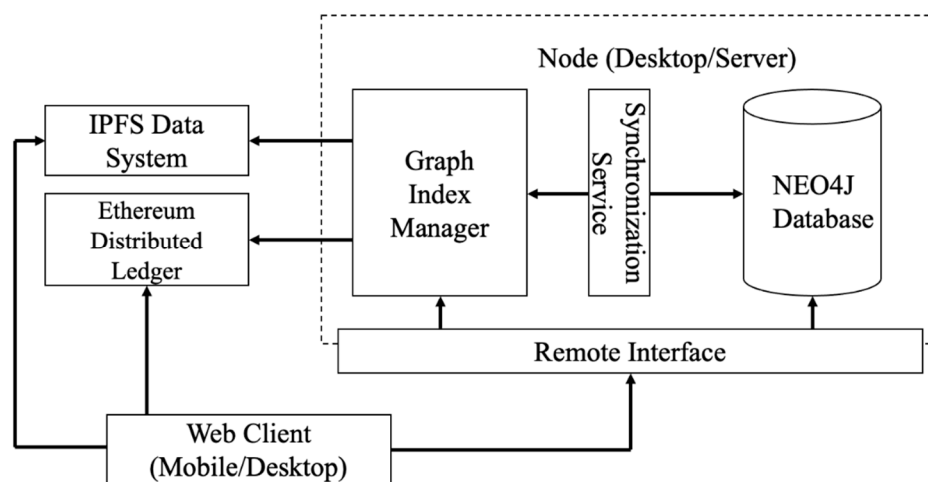 Node (Desktop/Server)
IPFS Data
System
Ethereum
Distributed
Ledger
Graph
Index
Manager
Synchronization
Service
NEO4J
Database
Remote Interface
Web Client
(Mobile/Desktop)